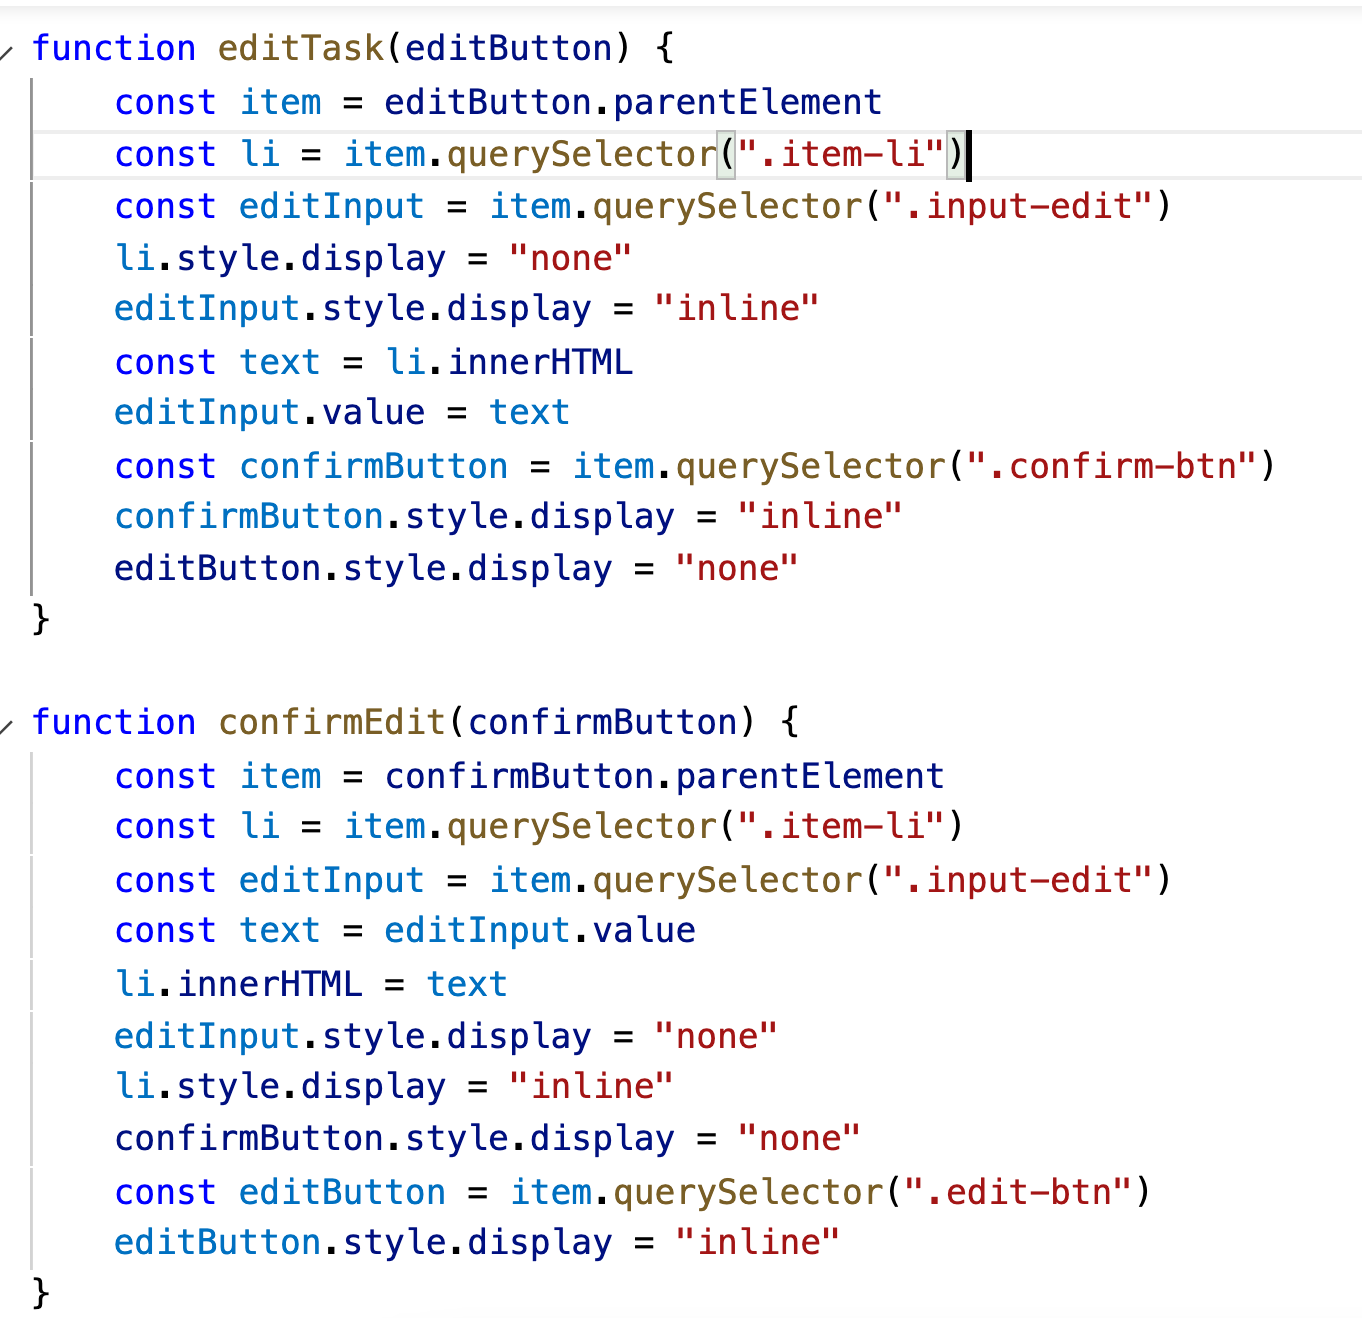 function editTask(editButton) {
    const item = editButton.parentElement
    const li = item.querySelector(".item-li")
    const editInput = item.querySelector(".input-edit")
    li.style.display = "none"
    editInput.style.display = "inline"
    const text = li.innerHTML
    editInput.value = text
    const confirmButton = item.querySelector(".confirm-btn")
    confirmButton.style.display = "inline"
    editButton.style.display = "none"
}

function confirmEdit(confirmButton) {
    const item = confirmButton.parentElement
    const li = item.querySelector(".item-li")
    const editInput = item.querySelector(".input-edit")
    const text = editInput.value
    li.innerHTML = text
    editInput.style.display = "none"
    li.style.display = "inline"
    confirmButton.style.display = "none"
    const editButton = item.querySelector(".edit-btn")
    editButton.style.display = "inline"
}